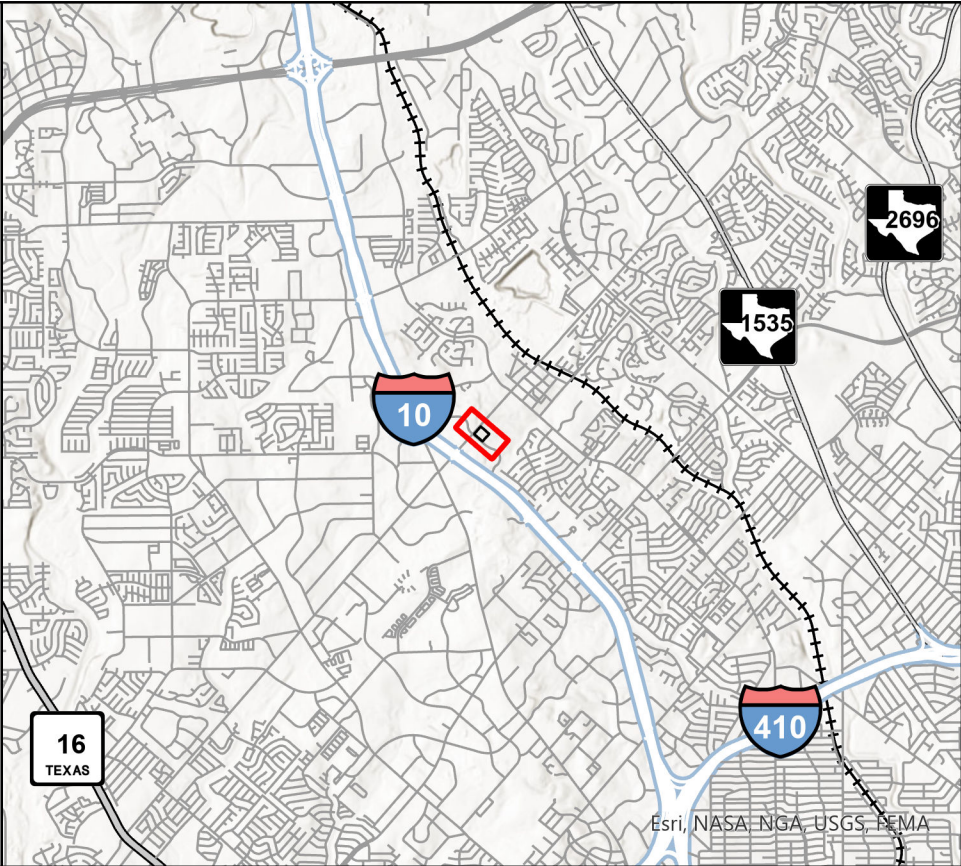 2696
1535
10
410
16
TEXAS
Esri, NASA, NGA, USGS, FEMA